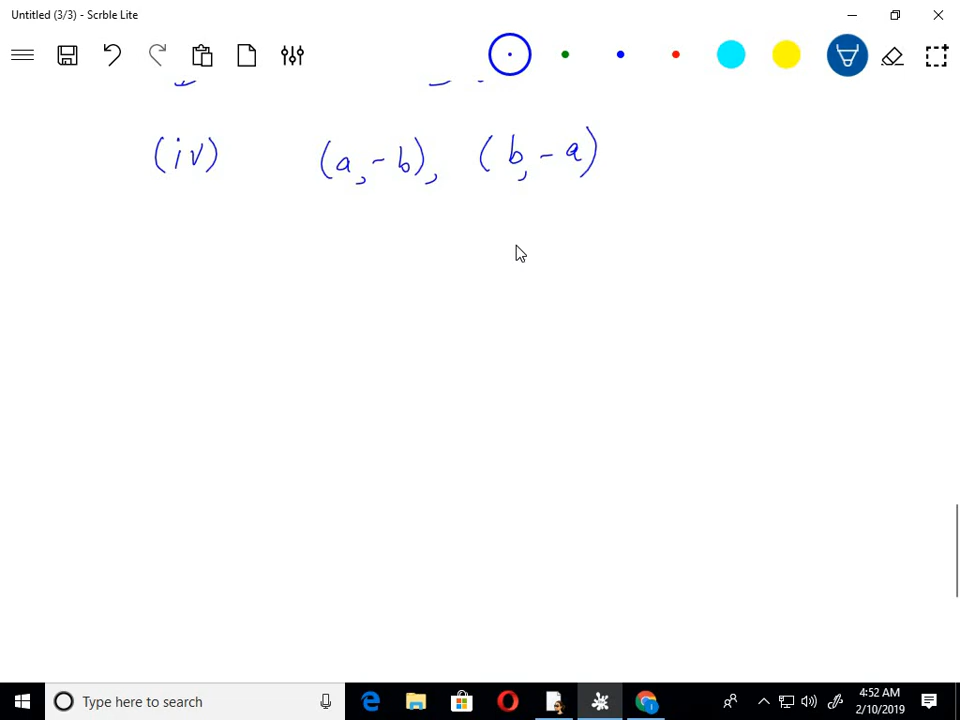 Untitled (3/3) - Scrble Lite
(iv) (a, -b), (b, -a)
Type here to search
4:52 AM
2/10/2019